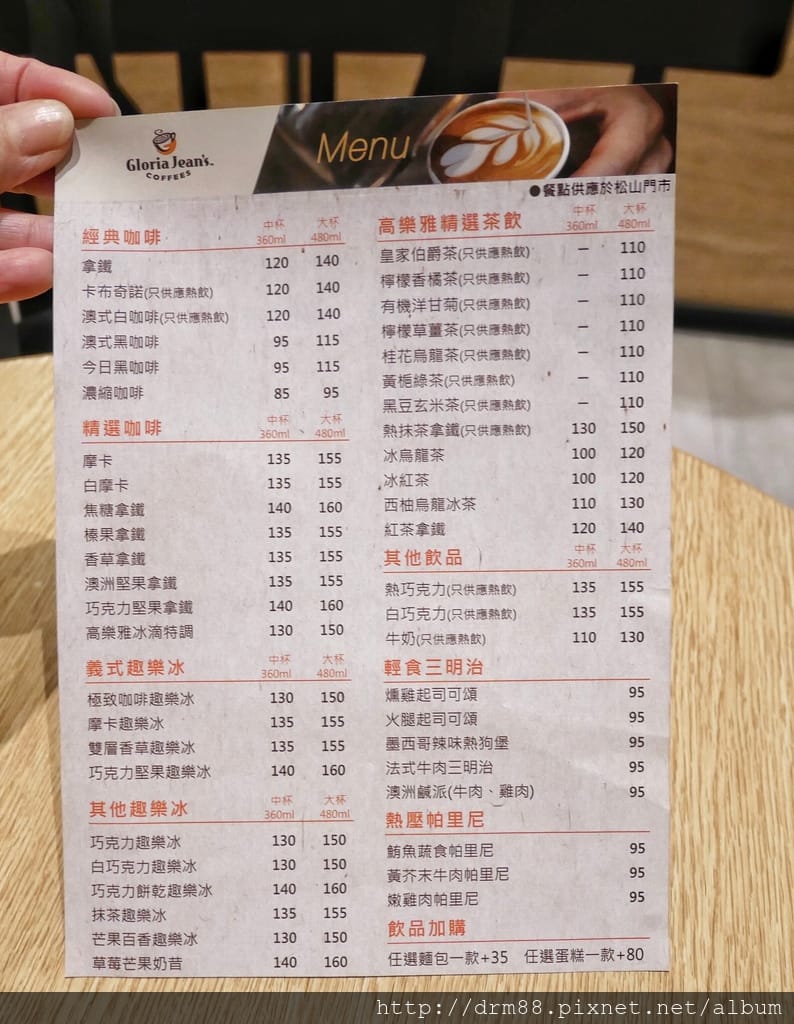 Gloria Jean's
COFFEES
Menu
●餐點供應於松山門市
經典咖啡 中杯 360ml 大杯 480ml
拿鐵 120 140
卡布奇諾(只供應熱飲) 120 140
澳式白咖啡(只供應熱飲) 120 140
澳式黑咖啡 95 115
今日黑咖啡 95 115
濃縮咖啡 85 95
精選咖啡 中杯 360ml 大杯 480ml
摩卡 135 155
白摩卡 135 155
焦糖拿鐵 140 160
榛果拿鐵 135 155
香草拿鐵 135 155
澳洲堅果拿鐵 135 155
巧克力堅果拿鐵 140 160
高樂雅冰滴特調 130 150
義式趣樂冰 中杯 360ml 大杯 480ml
極致咖啡趣樂冰 130 150
摩卡趣樂冰 135 155
雙層香草趣樂冰 135 155
巧克力堅果趣樂冰 140 160
其他趣樂冰 中杯 360ml 大杯 480ml
巧克力趣樂冰 130 150
白巧克力趣樂冰 130 150
巧克力餅乾趣樂冰 140 160
抹茶趣樂冰 135 155
芒果百香趣樂冰 130 150
草莓芒果奶昔 140 160
高樂雅精選茶飲 中杯 360ml 大杯 480ml
皇家伯爵茶(只供應熱飲) － 110
檸檬香橘茶(只供應熱飲) － 110
有機洋甘菊(只供應熱飲) － 110
檸檬草薑茶(只供應熱飲) － 110
桂花烏龍茶(只供應熱飲) － 110
黃梔綠茶(只供應熱飲) － 110
黑豆玄米茶(只供應熱飲) － 110
熱抹茶拿鐵(只供應熱飲) 130 150
冰烏龍茶 100 120
冰紅茶 100 120
西柚烏龍冰茶 110 130
紅茶拿鐵 120 140
其他飲品 中杯 360ml 大杯 480ml
熱巧克力(只供應熱飲) 135 155
白巧克力(只供應熱飲) 135 155
牛奶(只供應熱飲) 110 130
輕食三明治
燻雞起司可頌 95
火腿起司可頌 95
墨西哥辣味熱狗堡 95
法式牛肉三明治 95
澳洲鹹派(牛肉、雞肉) 95
熱壓帕里尼
鮪魚蔬食帕里尼 95
黃芥末牛肉帕里尼 95
嫩雞肉帕里尼 95
飲品加購
任選麵包一款+35 任選蛋糕一款+80
http://drm88.pixnet.net/album